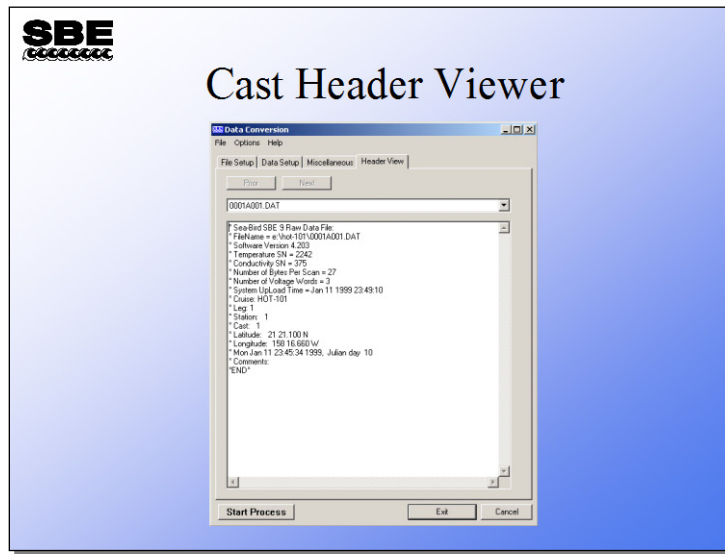 SBE
Cast Header Viewer
Data Conversion
File Options Help
File Setup Data Setup Miscellaneous Header View
Prior Next
0001A001.DAT
* Sea-Bird SBE 9 Raw Data File:
* FileName = e:\hot-101\0001A001.DAT
* Software Version 4.203
* Temperature SN = 2242
* Conductivity SN = 375
* Number of Bytes Per Scan = 27
* Number of Voltage Words = 3
* System UpLoad Time = Jan 11 1999 23:49:10
* Cruise: HOT-101
* Leg: 1
* Station: 1
* Cast: 1
* Latitude: 21 21.100 N
* Longitude: 158 16.660 W
* Mon Jan 11 23:45:34 1999, Julian day 10
* Comments:
*END*
Start Process Exit Cancel